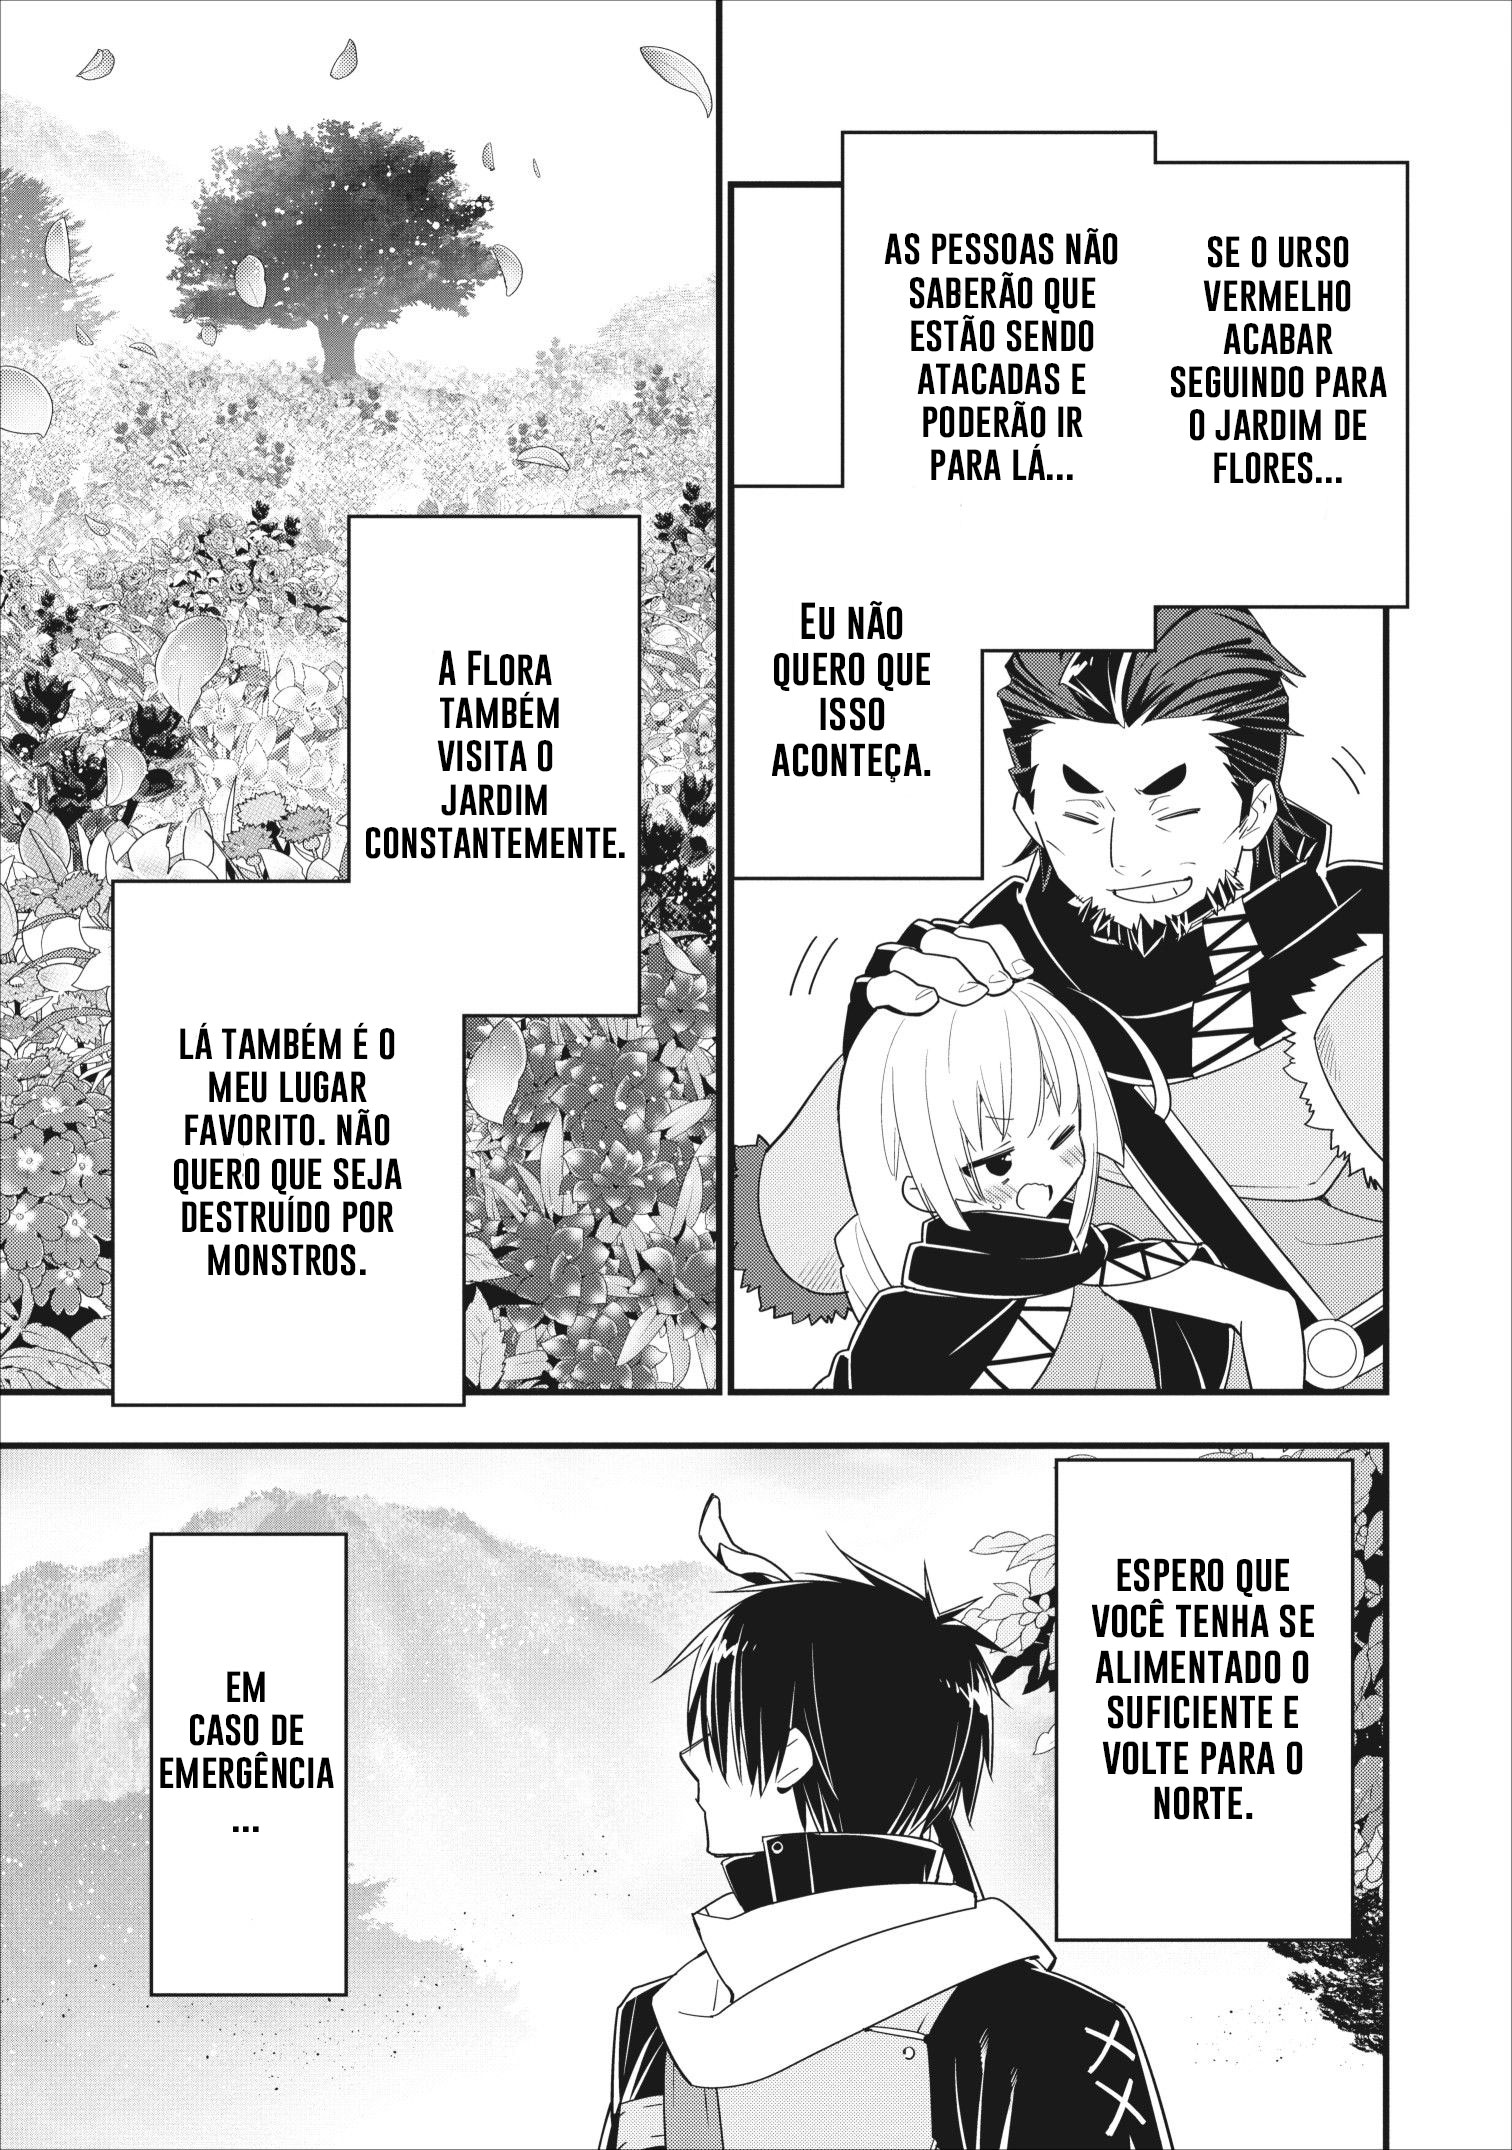 SE O URSO
VERMELHO
ACABAR
SEGUINDO PARA
O JARDIM DE
FLORES...
AS PESSOAS NÃO
SABERÃO QUE
ESTÃO SENDO
ATACADAS E
PODERÃO IR
PARA LÁ...
EU NÃO
QUERO QUE
ISSO
ACONTEÇA.
A FLORA
TAMBÉM
VISITA O
JARDIM
CONSTANTEMENTE.
LÁ TAMBÉM É O
MEU LUGAR
FAVORITO. NÃO
QUERO QUE SEJA
DESTRUÍDO POR
MONSTROS.
ESPERO QUE
VOCÊ TENHA SE
ALIMENTADO O
SUFICIENTE E
VOLTE PARA O
NORTE.
EM
CASO DE
EMERGÊNCIA
...